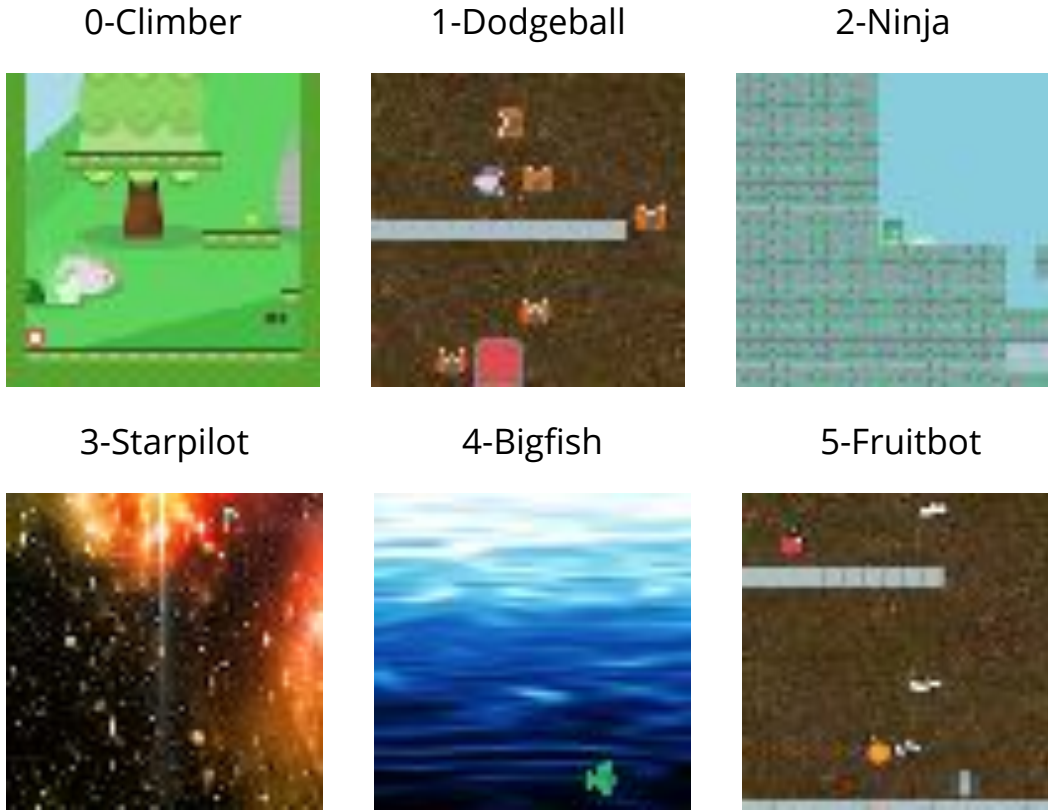 0-Climber
1-Dodgeball
2-Ninja
3-Starpilot
4-Bigfish
5-Fruitbot